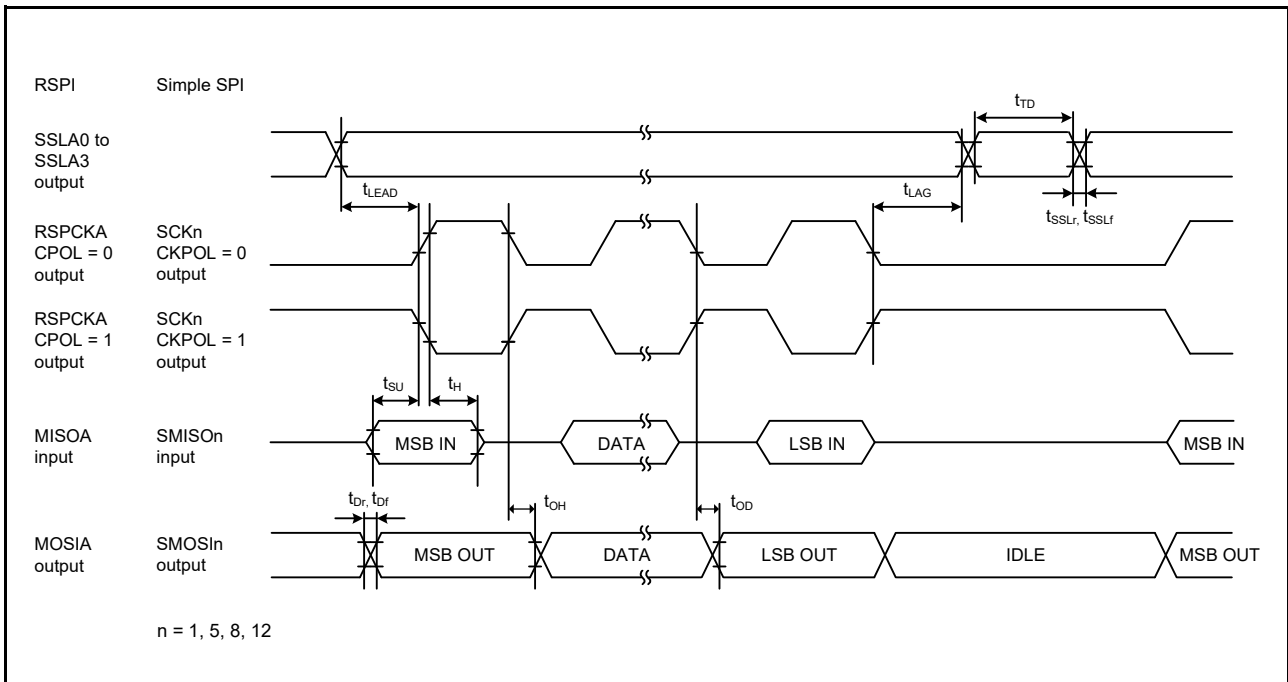 RSPI Simple SPI
tTD
SSLA0 to
SSLA3
output
tLEAD
tLAG
tSSLr, tSSLf
RSPCKA SCKn
CPOL = 0 CKPOL = 0
output output
RSPCKA SCKn
CPOL = 1 CKPOL = 1
output output
tSU tH
MISOA SMISOn
input input
MSB IN DATA LSB IN MSB IN
tDr, tDf tOH tOD
MOSIA SMOSIn
output output
MSB OUT DATA LSB OUT IDLE MSB OUT
n = 1, 5, 8, 12